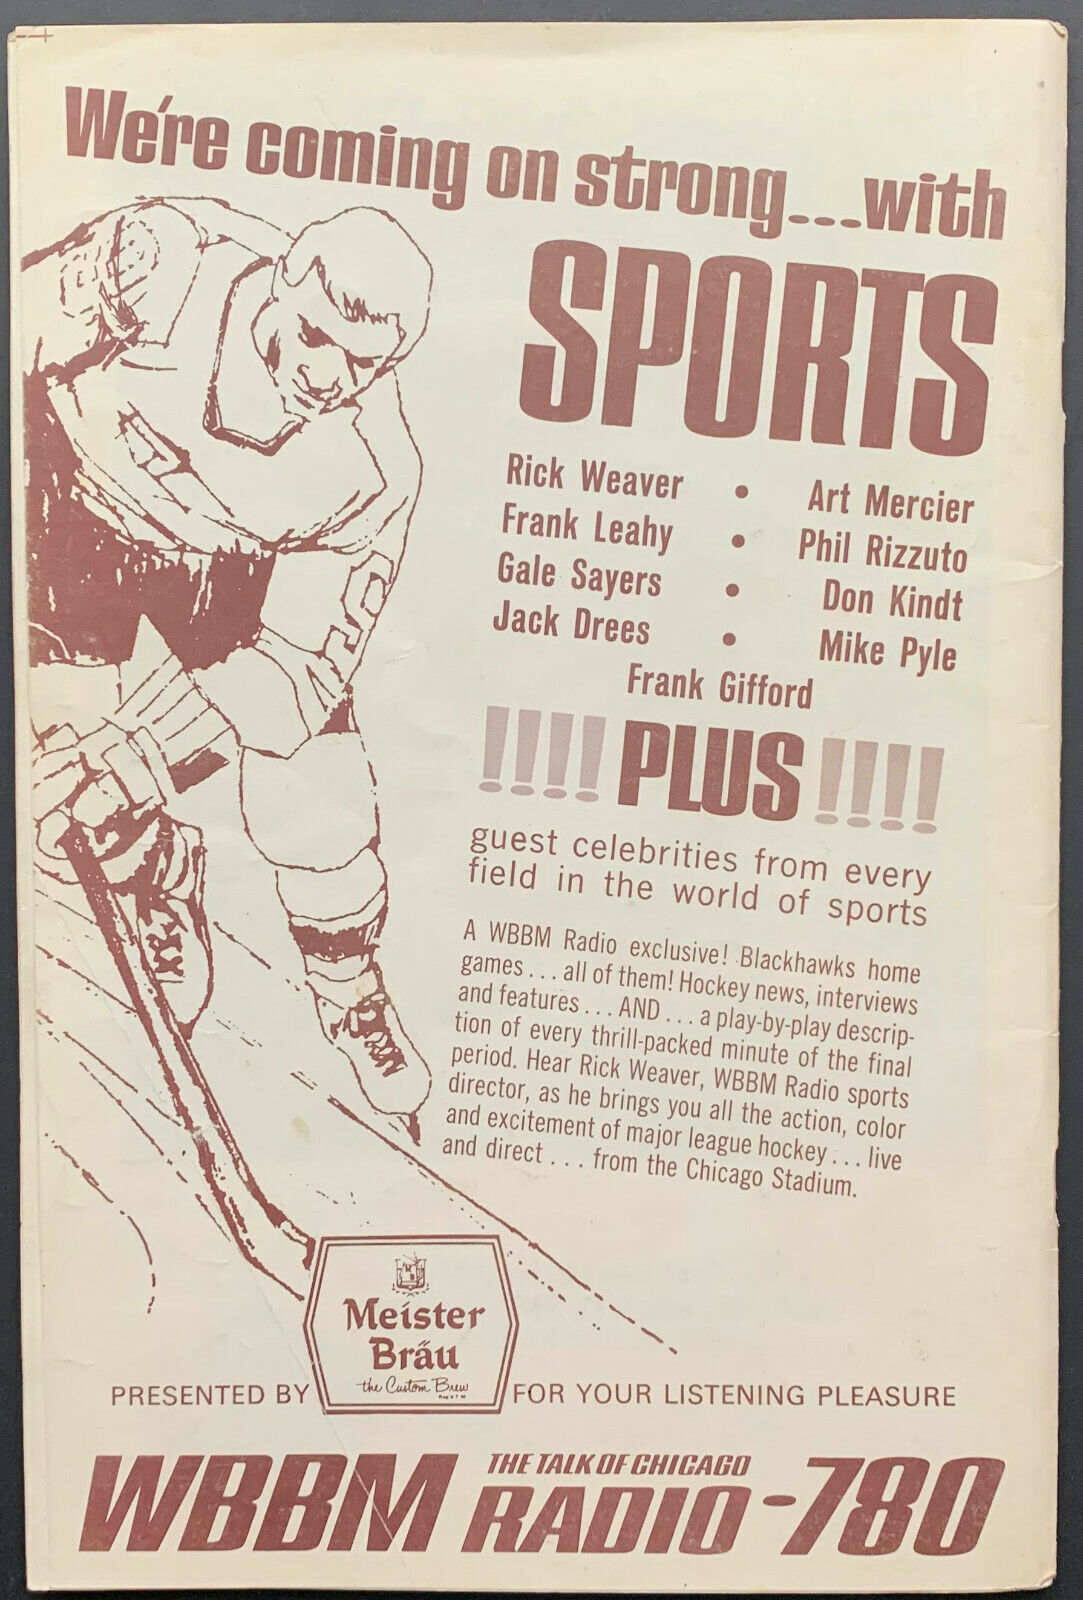 We're coming on strong...with
SPORTS
Rick Weaver • Art Mercier
Frank Leahy • Phil Rizzuto
Gale Sayers • Don Kindt
Jack Drees • Mike Pyle
Frank Gifford
!!!! PLUS !!!!
guest celebrities from every
field in the world of sports
A WBBM Radio exclusive! Blackhawks home
games . . . all of them! Hockey news, interviews
and features . . . AND . . . a play-by-play descrip-
tion of every thrill-packed minute of the final
period. Hear Rick Weaver, WBBM Radio sports
director, as he brings you all the action, color
and excitement of major league hockey . . . live
and direct . . . from the Chicago Stadium.
Meister
Bräu
the Custom Brew
PRESENTED BY FOR YOUR LISTENING PLEASURE
THE TALK OF CHICAGO
WBBM RADIO-780